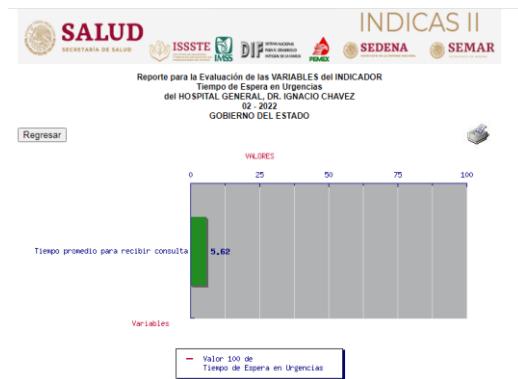 INDICAS II
SALUD
SECRETARÍA DE SALUD
ISSSTE
IMSS
DIF
PEMEX
SEDENA
SEMAR
Reporte para la Evaluación de las VARIABLES del INDICADOR
Tiempo de Espera en Urgencias
del HOSPITAL GENERAL, DR. IGNACIO CHAVEZ
02 - 2022
GOBIERNO DEL ESTADO
Regresar
VALORES
0 25 50 75 100
Tiempo promedio para recibir consulta 5.62
Variables
Valor 100 de
Tiempo de Espera en Urgencias